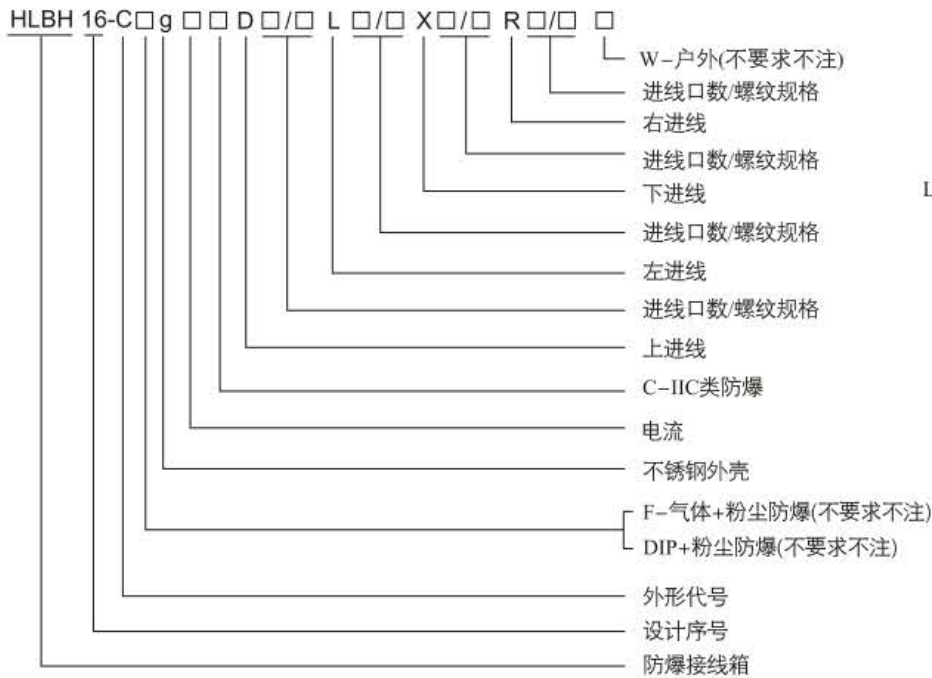 HLBH 16-C□g□□D□/□ L□/□ X□/□ R□/□ □
W-户外(不要求不注)
进线口数/螺纹规格
右进线
进线口数/螺纹规格
下进线
L
进线口数/螺纹规格
左进线
进线口数/螺纹规格
上进线
C-IIC类防爆
电流
不锈钢外壳
F-气体+粉尘防爆(不要求不注)
DIP+粉尘防爆(不要求不注)
外形代号
设计序号
防爆接线箱